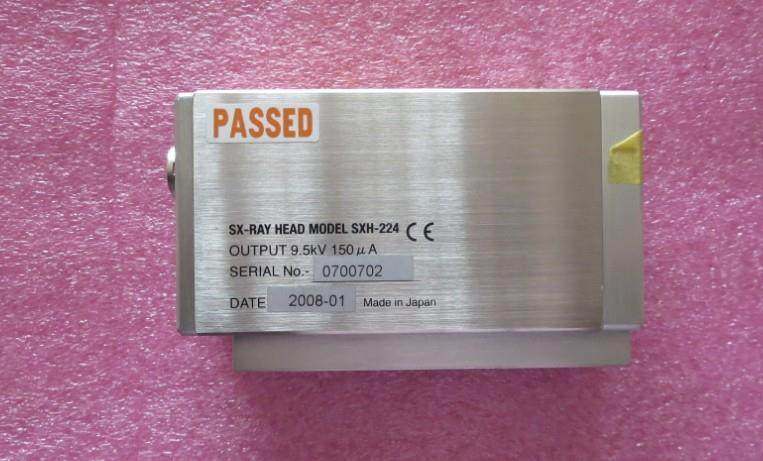 PASSED
SX-RAY HEAD MODEL SXH-224 CE
OUTPUT 9.5kV 150μA
SERIAL No.- 0700702
DATE 2008-01 Made in Japan